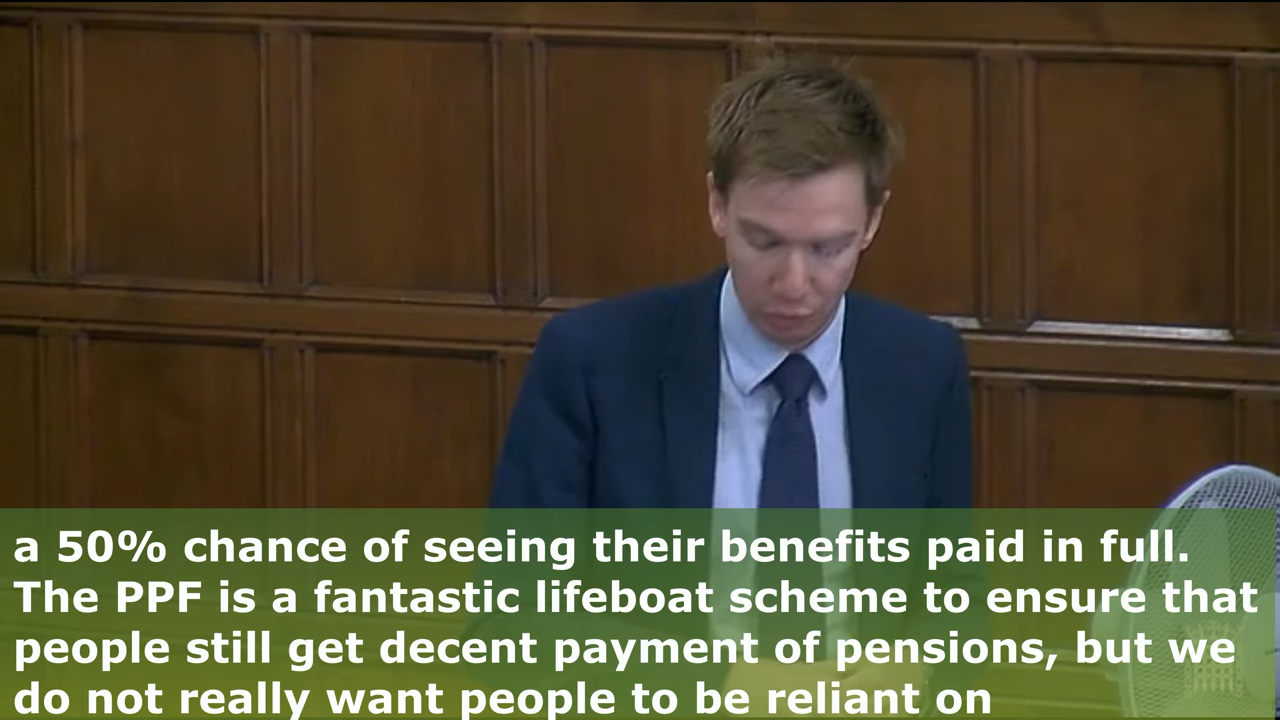 a 50% chance of seeing their benefits paid in full.
The PPF is a fantastic lifeboat scheme to ensure that
people still get decent payment of pensions, but we
do not really want people to be reliant on